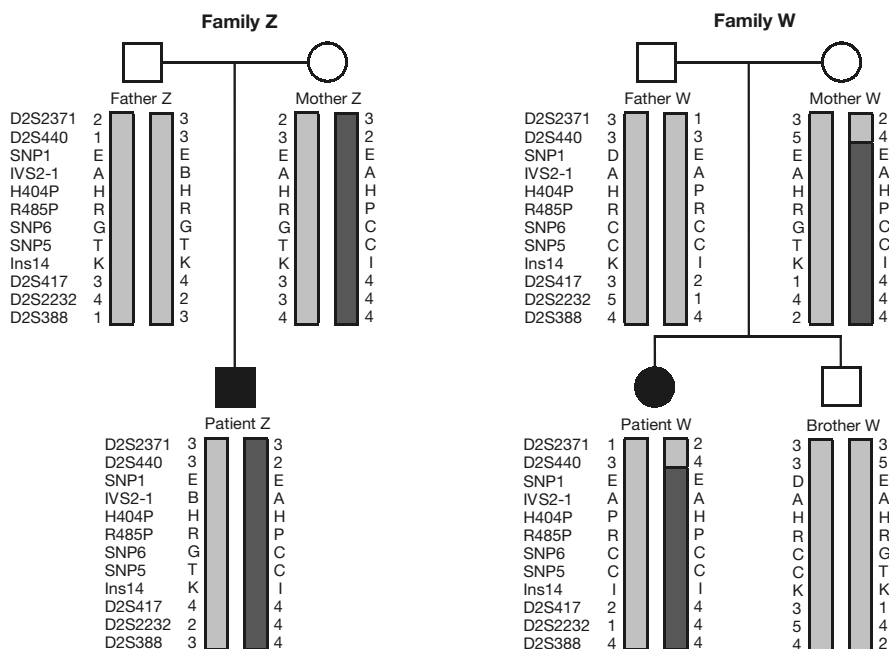 Family Z
Family W
Father Z
Mother Z
D2S2371 2 3 2 3
D2S440 1 3 3 2
SNP1 E E E E
IVS2-1 A B A A
H404P H H H H
R485P R R R P
SNP6 G G G C
SNP5 T T T C
Ins14 K K K I
D2S417 3 4 3 4
D2S2232 4 2 3 4
D2S388 1 3 4 4
Father W
Mother W
D2S2371 3 1 3 2
D2S440 3 3 5 4
SNP1 D E E E
IVS2-1 A A A A
H404P H P H H
R485P R R R P
SNP6 C C G C
SNP5 C C T C
Ins14 K I K I
D2S417 3 2 1 4
D2S2232 5 1 4 4
D2S388 4 4 2 4
Patient Z
D2S2371 3 3
D2S440 3 2
SNP1 E E
IVS2-1 B A
H404P H H
R485P R P
SNP6 G C
SNP5 T C
Ins14 K I
D2S417 4 4
D2S2232 2 4
D2S388 3 4
Patient W
Brother W
D2S2371 1 2 3 3
D2S440 3 4 3 5
SNP1 E E D E
IVS2-1 A A A A
H404P P H H H
R485P R P R R
SNP6 C C C G
SNP5 C C C T
Ins14 I I K K
D2S417 2 4 3 1
D2S2232 1 4 5 4
D2S388 4 4 4 2